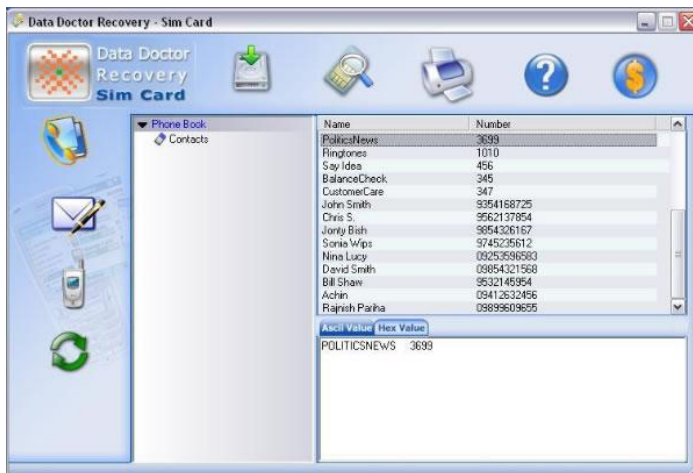 Data Doctor Recovery - Sim Card
Data Doctor
Recovery
Sim Card
Phone Book
Contacts
Name Number
PoliticsNews 3699
Ringtones 1010
Say Idea 456
BalanceCheck 345
CustomerCare 347
John Smith 9354168725
Chris S. 9562137854
Jonty Bish 9854326167
Sonia Wips 9745235612
Nina Lucy 09253596583
David Smith 09854321568
Bill Shaw 9532145954
Achin 09412632456
Rajnish Pariha 09899609655
Ascii Value Hex Value
POLITICSNEWS 3699